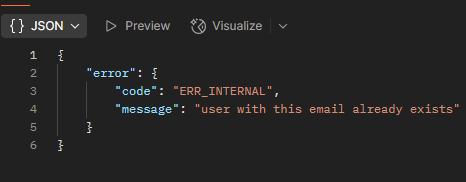 {} JSON Preview Visualize
1 {
2     "error": {
3         "code": "ERR_INTERNAL",
4         "message": "user with this email already exists"
5     }
6 }